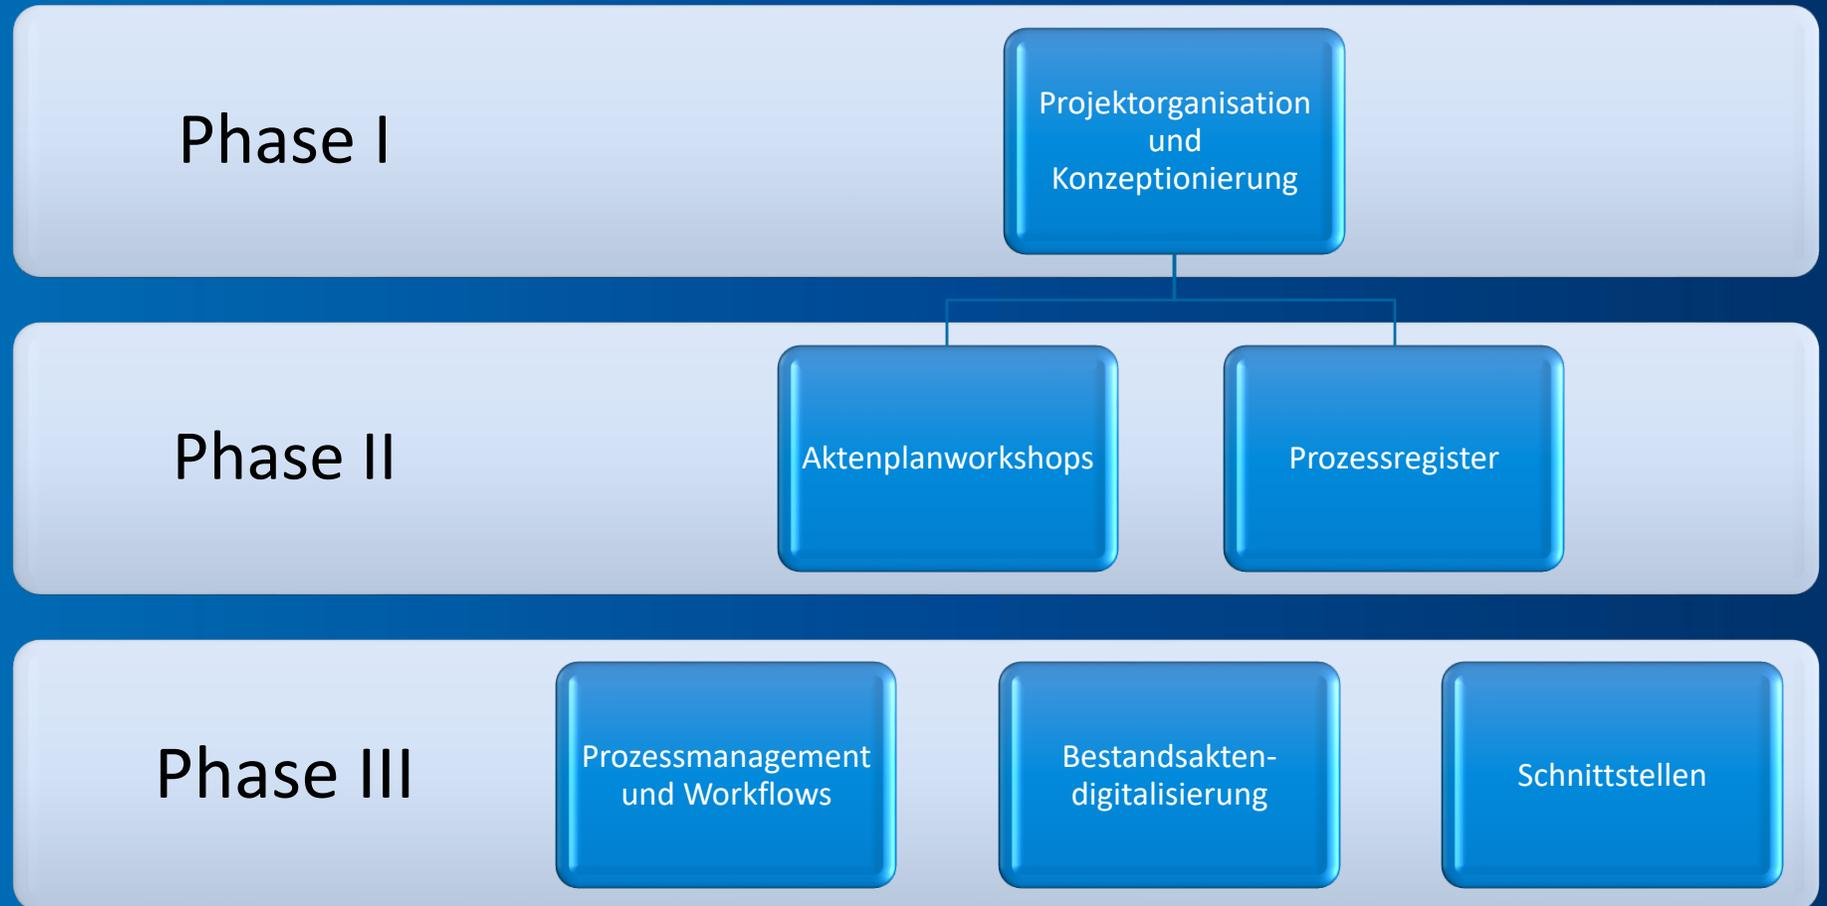 Phase I
Projektorganisation
und
Konzeptionierung
Phase II
Aktenplanworkshops
Prozessregister
Phase III
Prozessmanagement
und Workflows
Bestandsakten-
digitalisierung
Schnittstellen